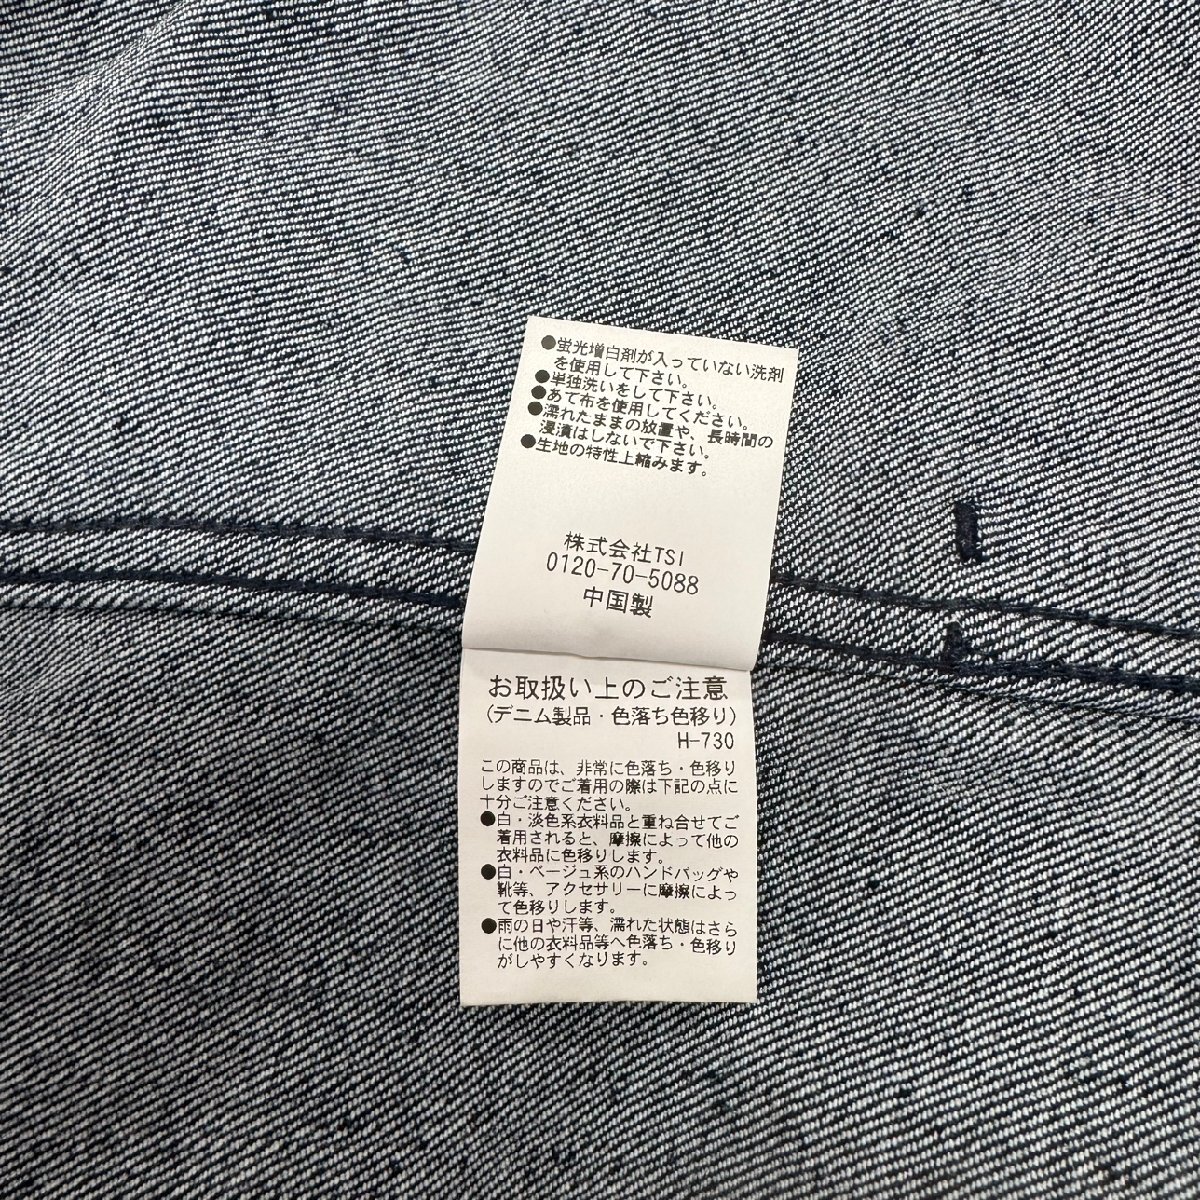 ●蛍光増白剤が入っていない洗剤
を使用して下さい。
●単独洗いをして下さい。
●あて布を使用してください。
●濡れたままの放置や、長時間の
浸漬はしないで下さい。
●生地の特性上縮みます。
株式会社TSI
0120-70-5088
中国製
お取扱い上のご注意
(デニム製品・色落ち色移り)
H-730
この商品は、非常に色落ち・色移り
しますのでご着用の際は下記の点に
十分ご注意ください。
●白・淡色系衣料品と重ね合せてご
着用されると、摩擦によって他の
衣料品に色移りします。
●白・ベージュ系のハンドバッグや
靴等、アクセサリーに摩擦によっ
て色移りします。
●雨の日や汗等、濡れた状態はさら
に他の衣料品等へ色落ち・色移り
がしやすくなります。